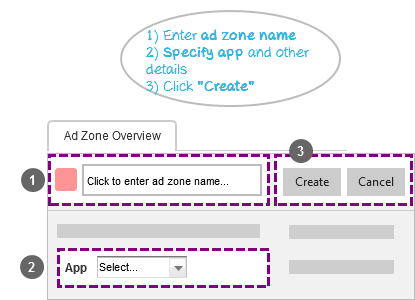 1) Enter ad zone name
2) Specify app and other
details
3) Click "Create"
Ad Zone Overview
3
1
Click to enter ad zone name...
Create
Cancel
2
App
Select...